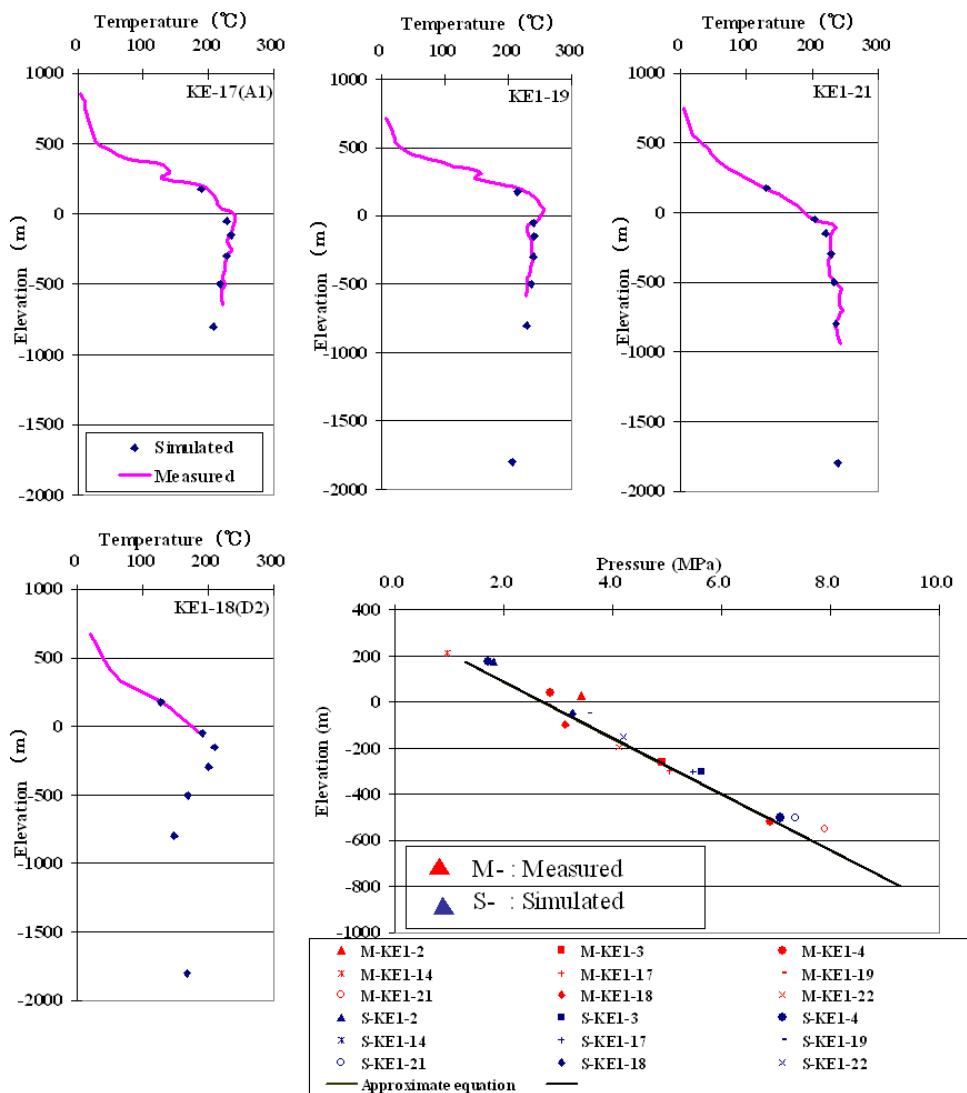 Temperature (℃)
0 100 200 300
1000
500
0
-500
-1000
-1500
-2000
Elevation (m)
KE-17(A1)
Simulated
Measured
Temperature (℃)
0 100 200 300
1000
500
0
-500
-1000
-1500
-2000
Elevation (m)
KE1-19
Temperature (℃)
0 100 200 300
1000
500
0
-500
-1000
-1500
-2000
Elevation (m)
KE1-21
Temperature (℃)
0 100 200 300
1000
500
0
-500
-1000
-1500
-2000
Elevation (m)
KE1-18(D2)
Pressure (MPa)
0.0 2.0 4.0 6.0 8.0 10.0
400
200
0
-200
-400
-600
-800
-1000
Elevation (m)
M- : Measured
S- : Simulated
M-KE1-2 M-KE1-3 M-KE1-4
M-KE1-14 M-KE1-17 M-KE1-19
M-KE1-21 M-KE1-18 M-KE1-22
S-KE1-2 S-KE1-3 S-KE1-4
S-KE1-14 S-KE1-17 S-KE1-19
S-KE1-21 S-KE1-18 S-KE1-22
Approximate equation